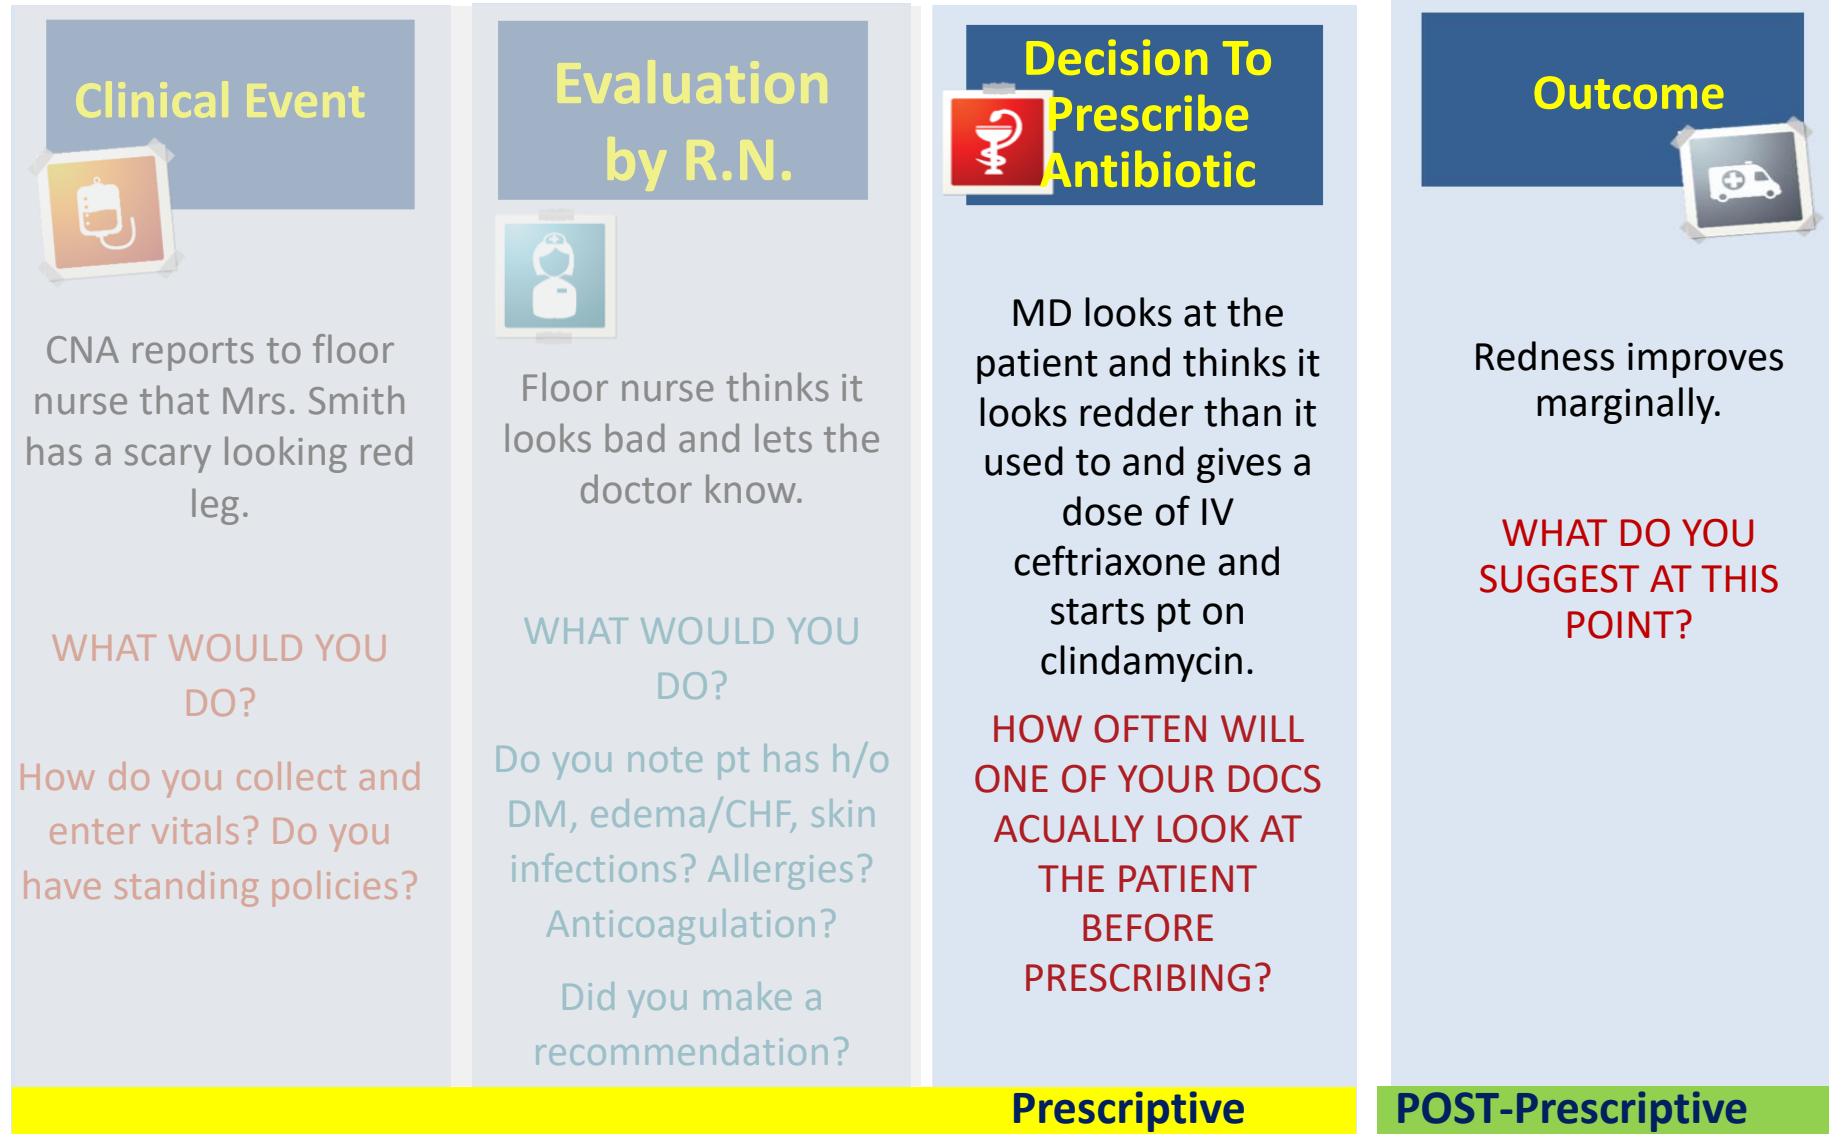 Clinical Event
CNA reports to floor
nurse that Mrs. Smith
has a scary looking red
leg.
WHAT WOULD YOU
DO?
How do you collect and
enter vitals? Do you
have standing policies?
Evaluation
by R.N.
Floor nurse thinks it
looks bad and lets the
doctor know.
WHAT WOULD YOU
DO?
Do you note pt has h/o
DM, edema/CHF, skin
infections? Allergies?
Anticoagulation?
Did you make a
recommendation?
Decision To
Prescribe
Antibiotic
MD looks at the
patient and thinks it
looks redder than it
used to and gives a
dose of IV
ceftriaxone and
starts pt on
clindamycin.
HOW OFTEN WILL
ONE OF YOUR DOCS
ACUALLY LOOK AT
THE PATIENT
BEFORE
PRESCRIBING?
Prescriptive
Outcome
Redness improves
marginally.
WHAT DO YOU
SUGGEST AT THIS
POINT?
POST-Prescriptive